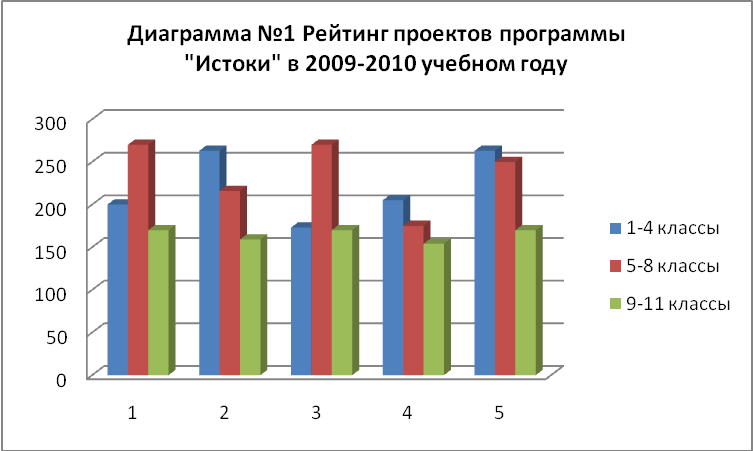 Диаграмма №1 Рейтинг проектов программы
"Истоки" в 2009-2010 учебном году
300
250
200
150
100
50
0
1 2 3 4 5
1-4 классы
5-8 классы
9-11 классы